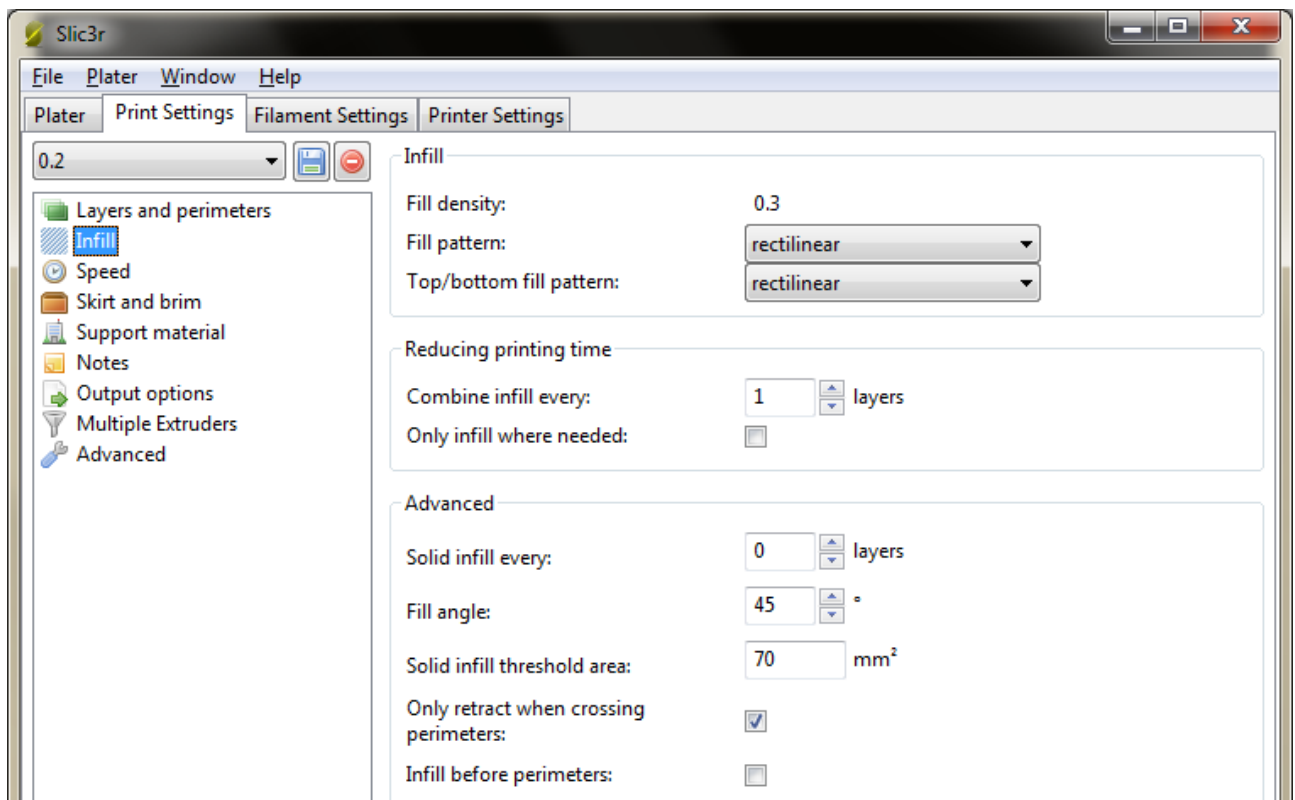 Slic3r
File Plater Window Help
Plater Print Settings Filament Settings Printer Settings
0.2
Layers and perimeters
Infill
Speed
Skirt and brim
Support material
Notes
Output options
Multiple Extruders
Advanced
Infill
Fill density: 0.3
Fill pattern: rectilinear
Top/bottom fill pattern: rectilinear
Reducing printing time
Combine infill every: 1 layers
Only infill where needed:
Advanced
Solid infill every: 0 layers
Fill angle: 45 °
Solid infill threshold area: 70 mm²
Only retract when crossing
perimeters:
Infill before perimeters: